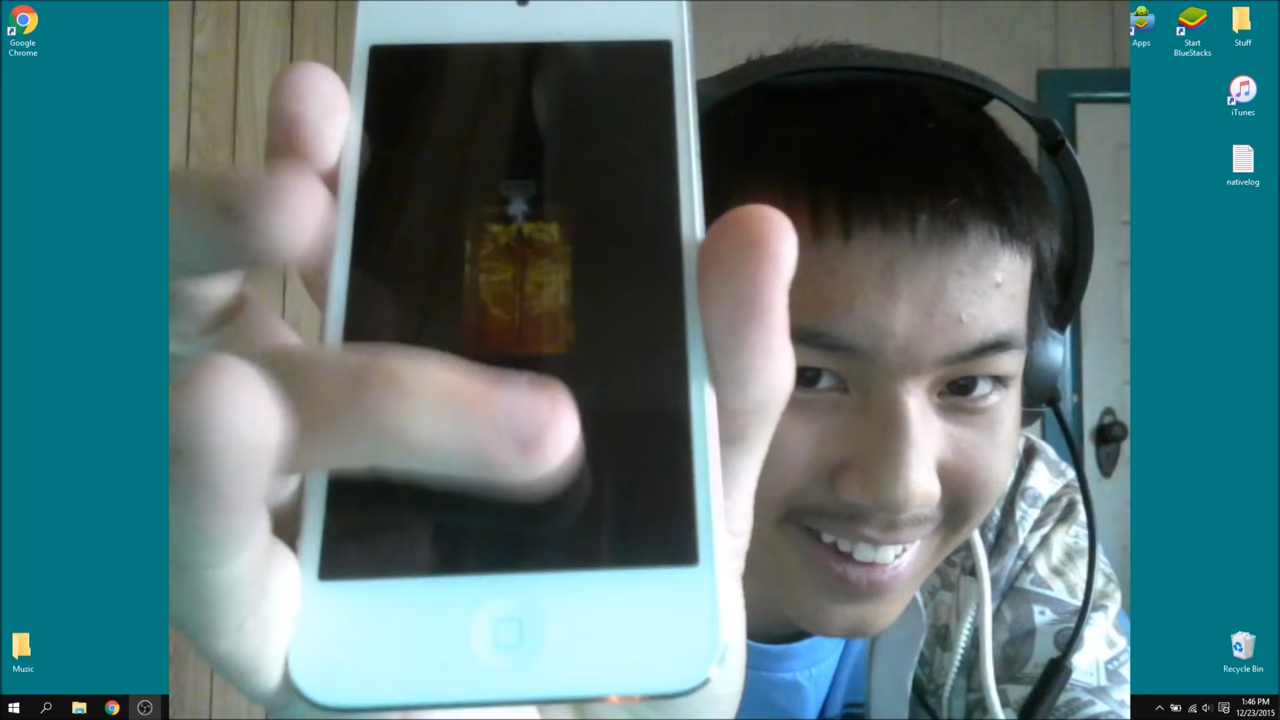 Google
Chrome
Apps
Start
BlueStacks
Stuff
iTunes
nativelog
Muzic
Recycle Bin
1:46 PM
12/23/2015